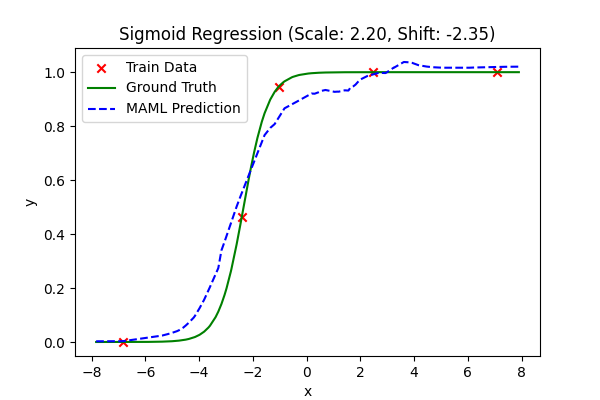 Sigmoid Regression (Scale: 2.20, Shift: -2.35)
Train Data
Ground Truth
MAML Prediction
1.0
0.8
0.6
0.4
0.2
0.0
y
−8 −6 −4 −2 0 2 4 6 8
x